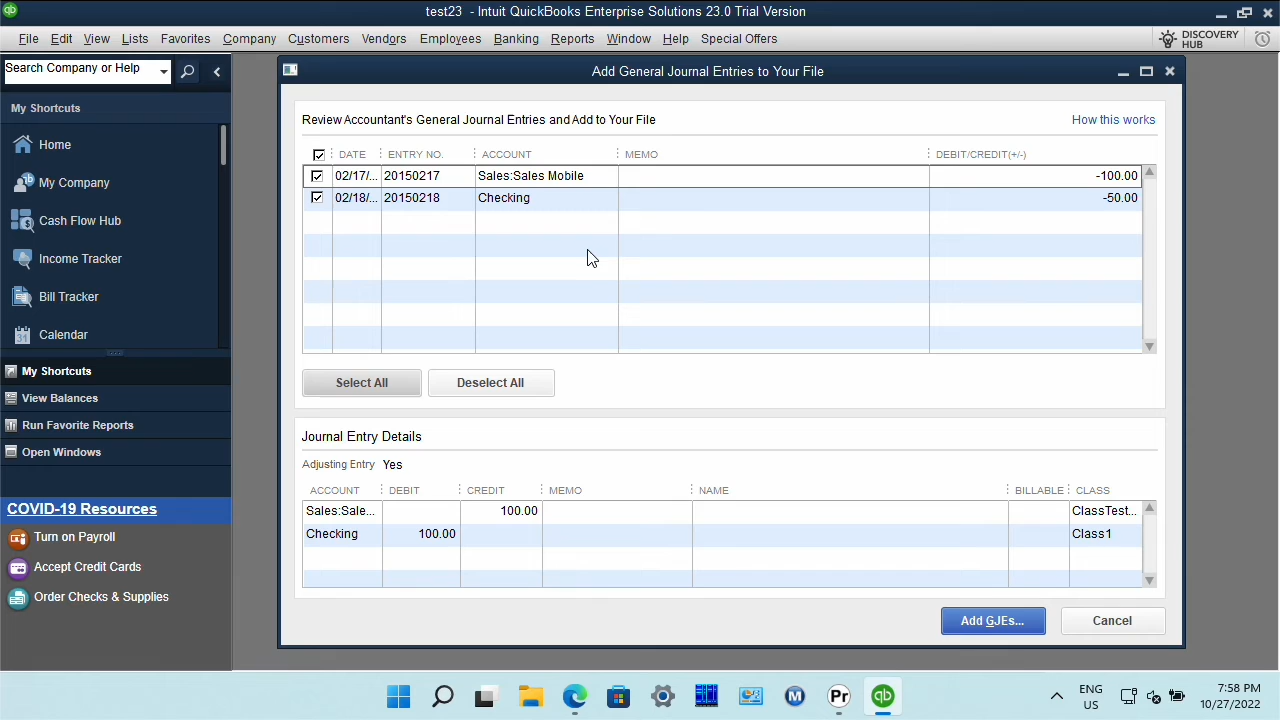 test23 - Intuit QuickBooks Enterprise Solutions 23.0 Trial Version
File Edit View Lists Favorites Company Customers Vendors Employees Banking Reports Window Help Special Offers
DISCOVERY HUB
Search Company or Help
My Shortcuts
Home
My Company
Cash Flow Hub
Income Tracker
Bill Tracker
Calendar
My Shortcuts
View Balances
Run Favorite Reports
Open Windows
COVID-19 Resources
Turn on Payroll
Accept Credit Cards
Order Checks & Supplies
Add General Journal Entries to Your File
Review Accountant's General Journal Entries and Add to Your File
How this works
DATE ENTRY NO. ACCOUNT MEMO DEBIT/CREDIT(+/-)
02/17/... 20150217 Sales:Sales Mobile -100.00
02/18/... 20150218 Checking -50.00
Select All Deselect All
Journal Entry Details
Adjusting Entry Yes
ACCOUNT DEBIT CREDIT MEMO NAME BILLABLE CLASS
Sales:Sale... 100.00 ClassTest...
Checking 100.00 Class1
Add GJEs... Cancel
Pr
qb
ENG
US
7:58 PM
10/27/2022